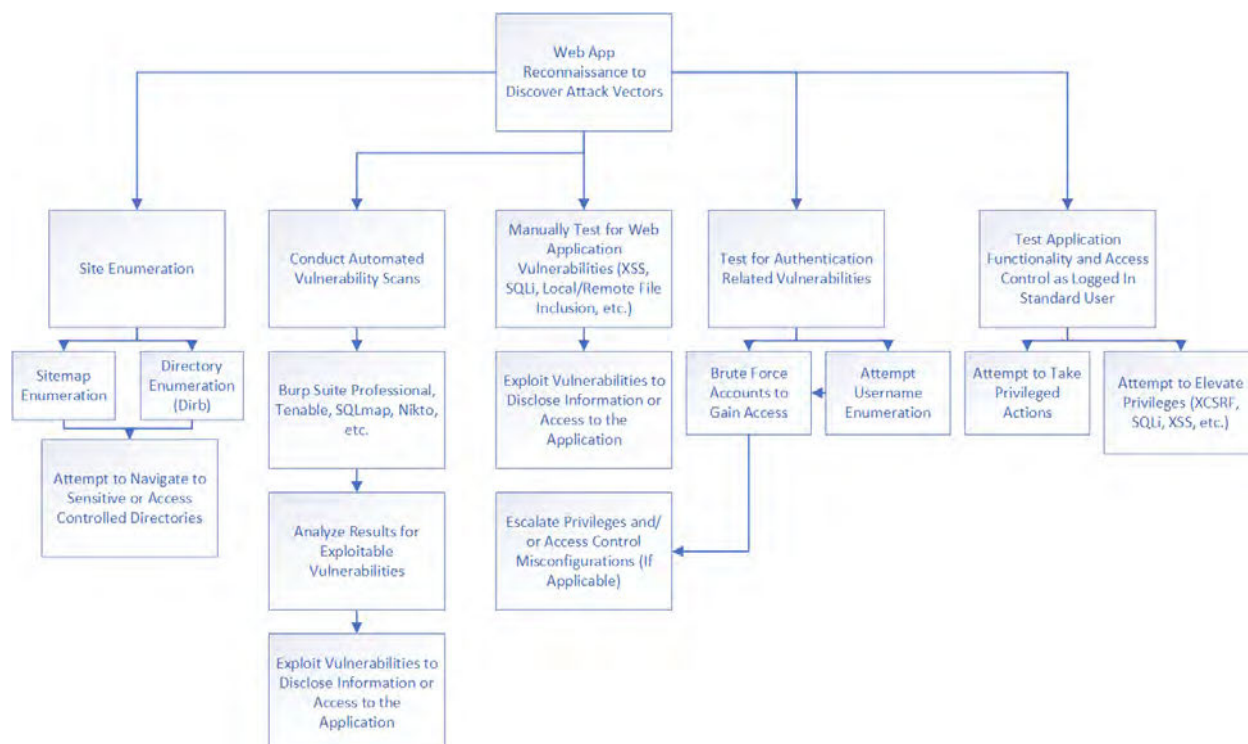 Web App
Reconnaissance to
Discover Attack Vectors
Site Enumeration
Conduct Automated
Vulnerability Scans
Manually Test for Web
Application
Vulnerabilities (XSS,
SQLi, Local/Remote File
Inclusion, etc.)
Test for Authentication
Related Vulnerabilities
Test Application
Functionality and Access
Control as Logged In
Standard User
Sitemap
Enumeration
Directory
Enumeration
(Dirb)
Burp Suite Professional,
Tenable, SQLmap, Nikto,
etc.
Exploit Vulnerabilities to
Disclose Information or
Access to the
Application
Brute Force
Accounts to
Gain Access
Attempt
Username
Enumeration
Attempt to Take
Privileged
Actions
Attempt to Elevate
Privileges (XCSRF,
SQLi, XSS, etc.)
Attempt to Navigate to
Sensitive or Access
Controlled Directories
Analyze Results for
Exploitable
Vulnerabilities
Escalate Privileges and/
or Access Control
Misconfigurations (If
Applicable)
Exploit Vulnerabilities to
Disclose Information or
Access to the
Application